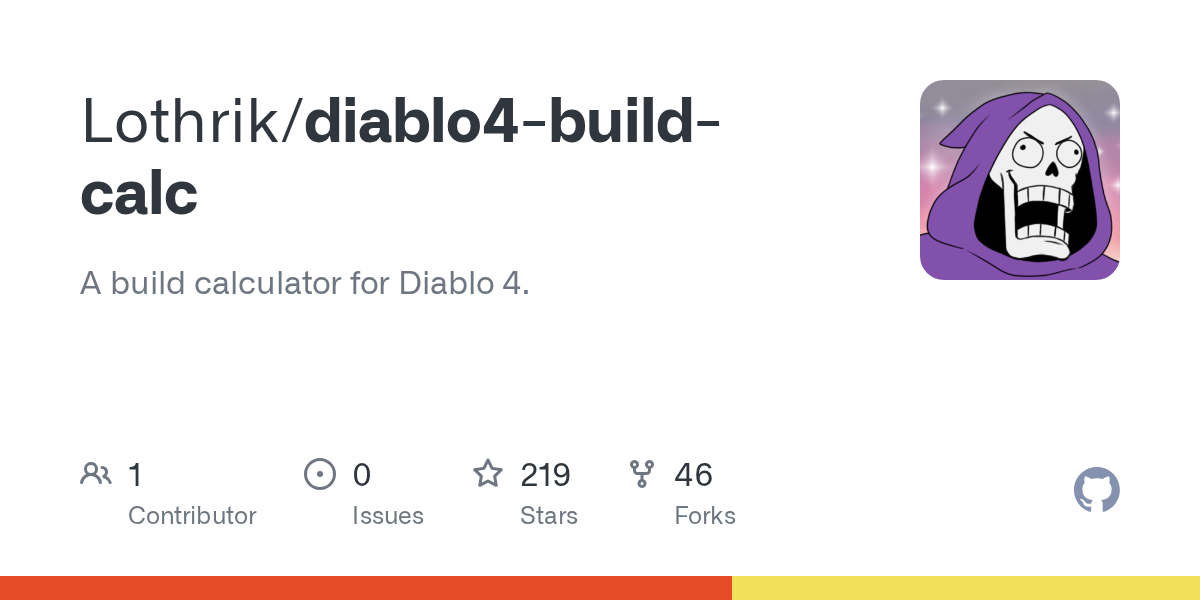 Lothrik/diablo4-build-
calc
A build calculator for Diablo 4.
1
0
219
46
Contributor
Issues
Stars
Forks